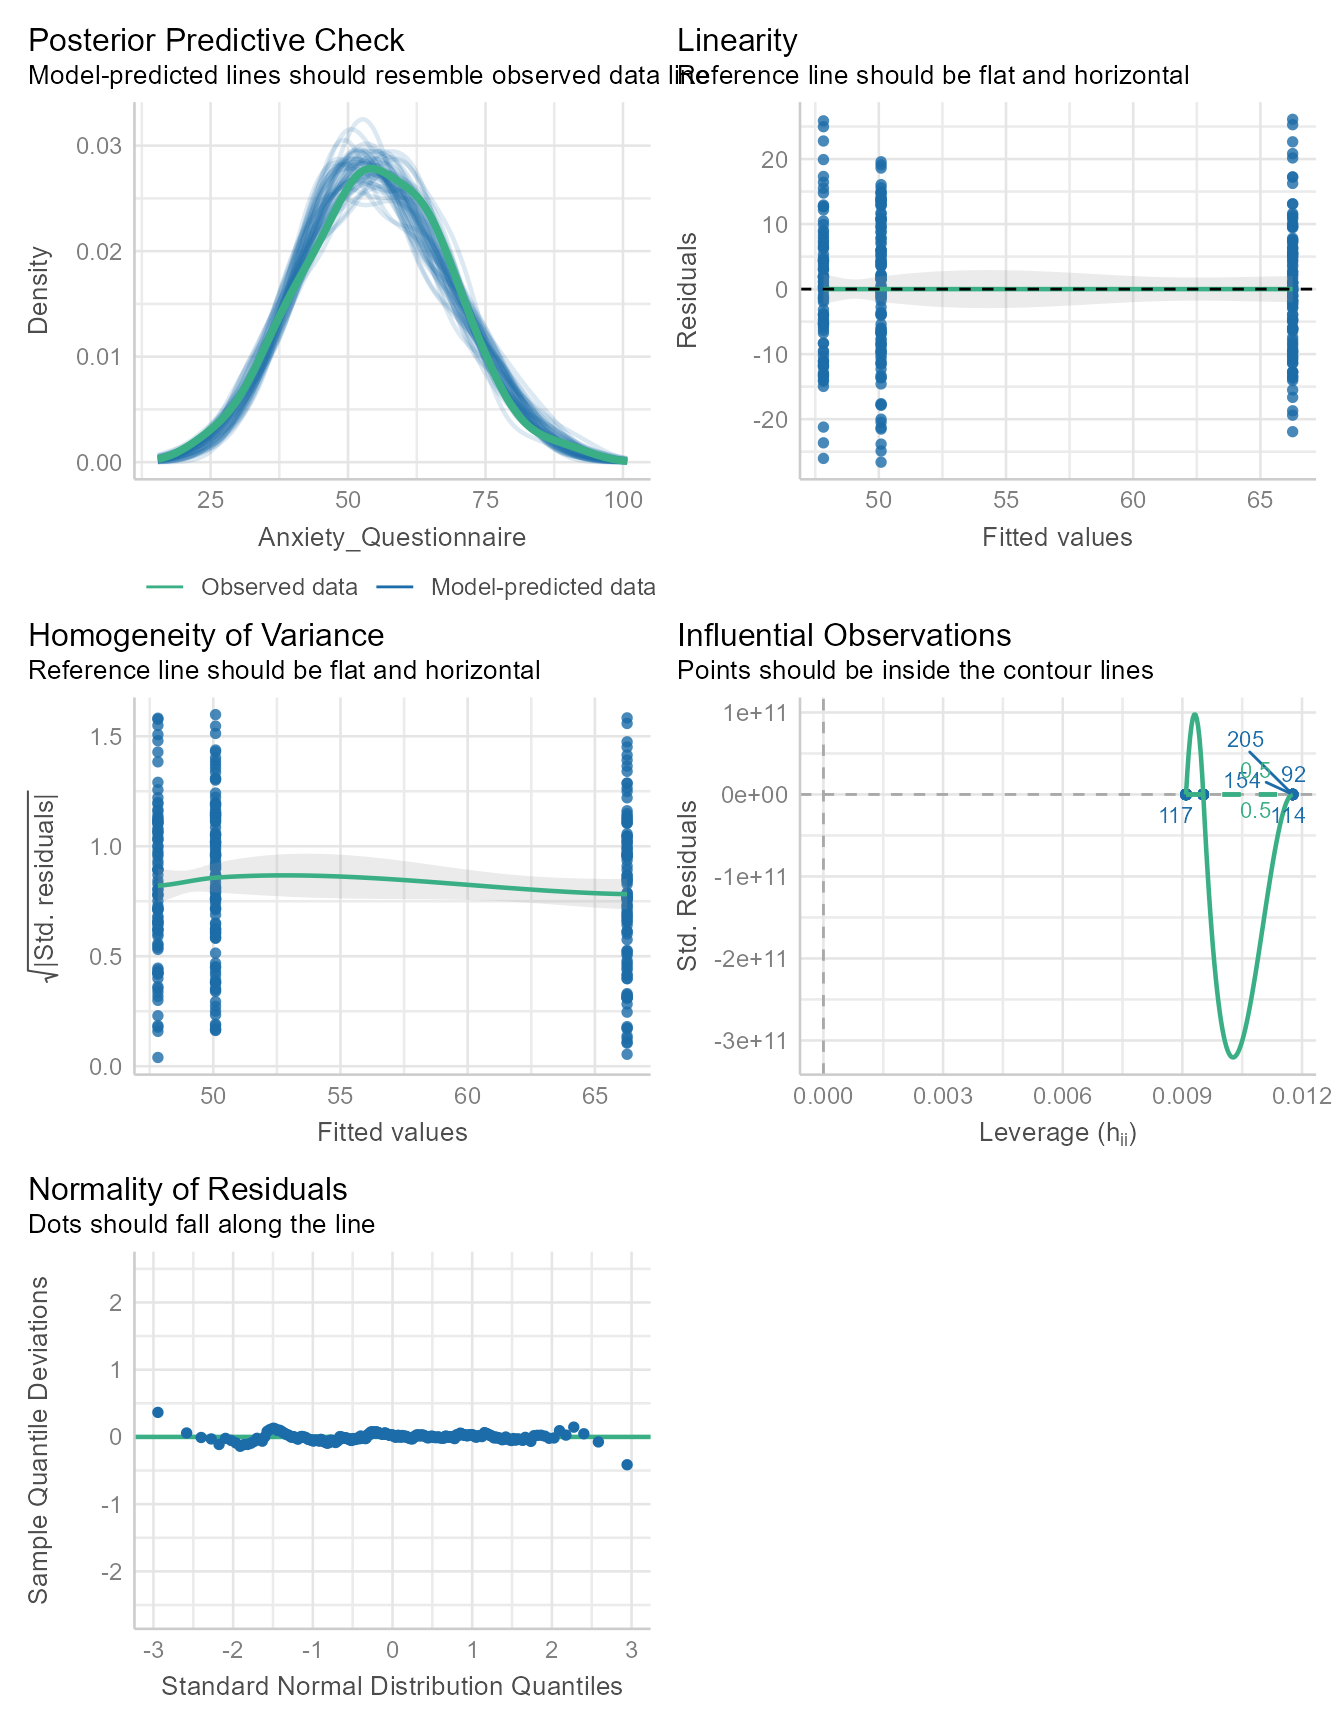 Posterior Predictive Check
Model-predicted lines should resemble observed data line
0.03
0.02
0.01
0.00
Density
25 50 75 100
Anxiety_Questionnaire
Observed data Model-predicted data
Linearity
Reference line should be flat and horizontal
20
10
0
-10
-20
Residuals
50 55 60 65
Fitted values
Homogeneity of Variance
Reference line should be flat and horizontal
1.5
1.0
0.5
0.0
√|Std. residuals|
50 55 60 65
Fitted values
Influential Observations
Points should be inside the contour lines
1e+11
0e+00
-1e+11
-2e+11
-3e+11
Std. Residuals
205
0.5
154 92
117
0.5 114
0.000 0.003 0.006 0.009 0.012
Leverage (hii)
Normality of Residuals
Dots should fall along the line
2
1
0
-1
-2
Sample Quantile Deviations
-3 -2 -1 0 1 2 3
Standard Normal Distribution Quantiles